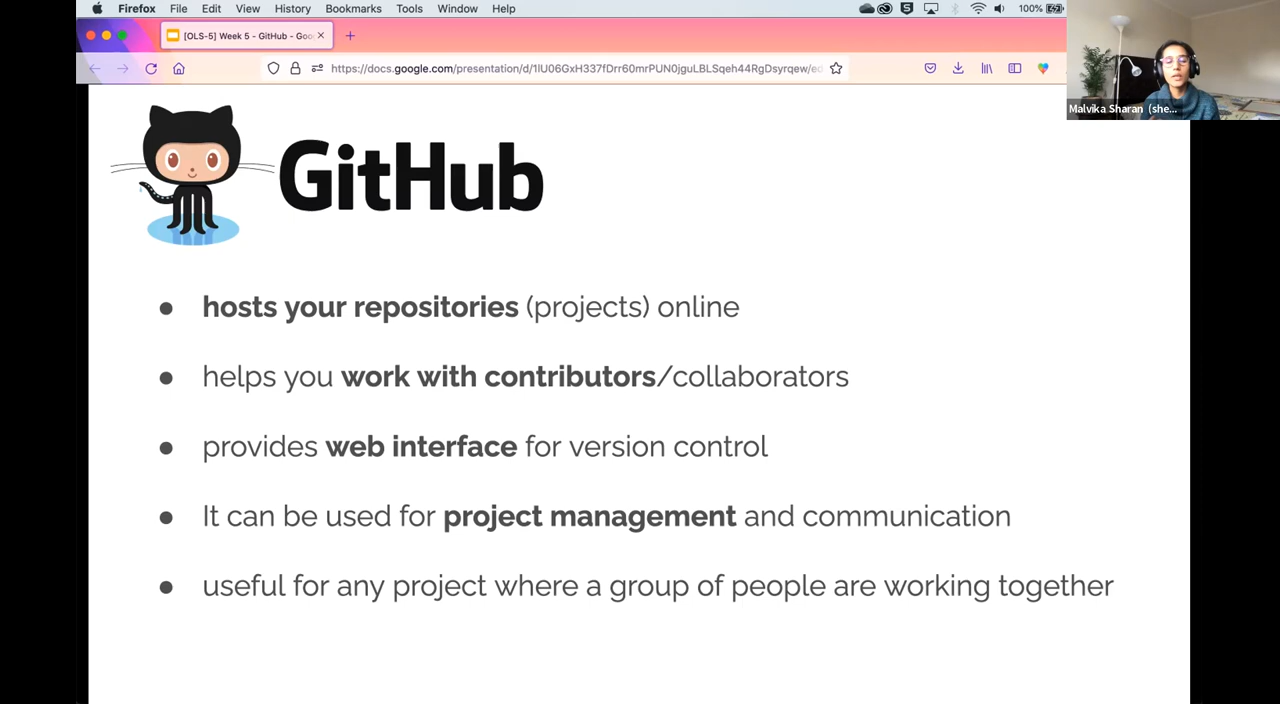 Firefox File Edit View History Bookmarks Tools Window Help 100%
[OLS-5] Week 5 - GitHub - Goo
https://docs.google.com/presentation/d/1lU06GxH337fDrr60mrPUN0jguLBLSqeh44RgDsyrqew/ed
Malvika Sharan (she...
GitHub
● hosts your repositories (projects) online
● helps you work with contributors/collaborators
● provides web interface for version control
● It can be used for project management and communication
● useful for any project where a group of people are working together